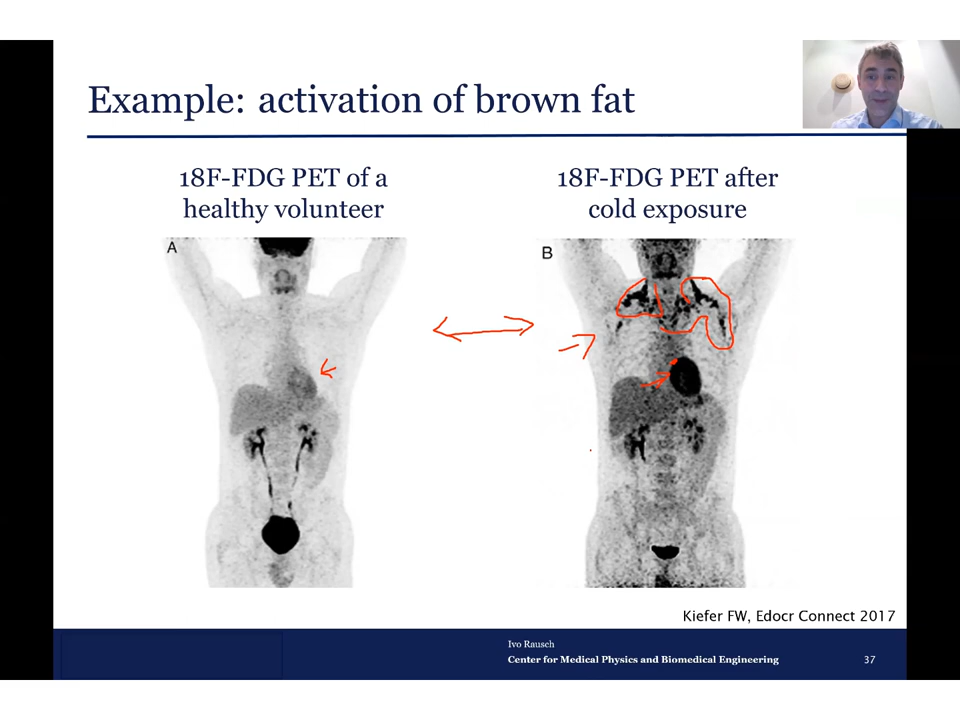 Example: activation of brown fat
18F-FDG PET of a
healthy volunteer
18F-FDG PET after
cold exposure
A
B
Kiefer FW, Edocr Connect 2017
Ivo Rausch
Center for Medical Physics and Biomedical Engineering
37